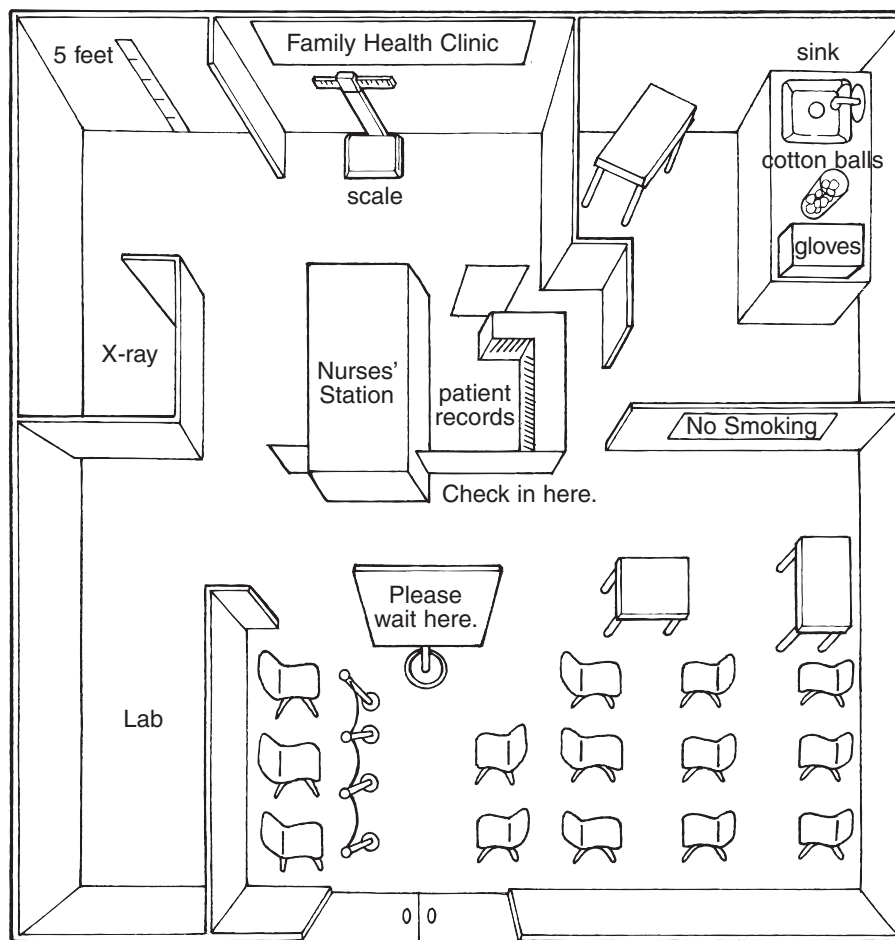 Family Health Clinic
5 feet
sink
scale
cotton balls
gloves
X-ray
Nurses’
Station
patient
records
No Smoking
Check in here.
Please
wait here.
Lab